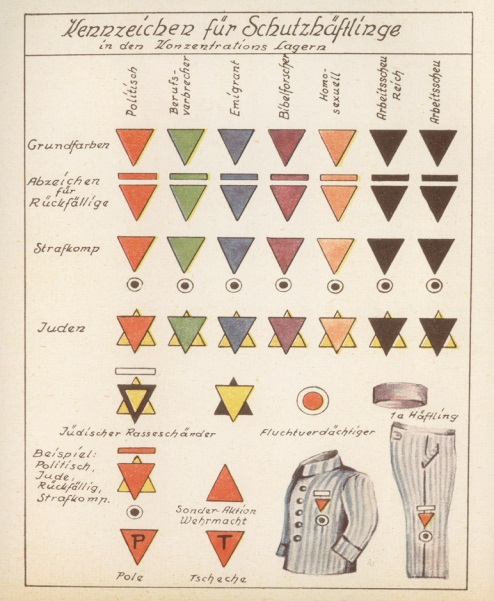 Kennzeichen für Schutzhäftlinge
in den Konzentrations Lagern
Politisch
Berufs-
verbrecher
Emigrant
Bibelforscher
Homo-
sexuell
Arbeitsscheu
Reich
Arbeitsscheu
Grundfarben
Abzeichen
für
Rückfällige
Strafkomp
Juden
Jüdischer Rasseschänder
Fluchtverdächtiger
1a Häftling
Beispiel:
Politisch,
Jude,
Rückfällig,
Strafkomp.
Sonder-Aktion
Wehrmacht
P
T
Pole
Tscheche